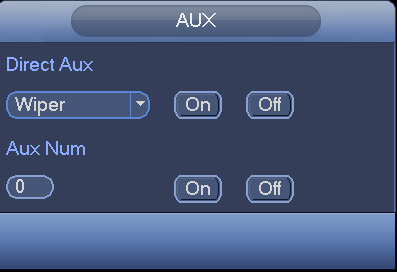 AUX
Direct Aux
Wiper On Off
Aux Num
0 On Off